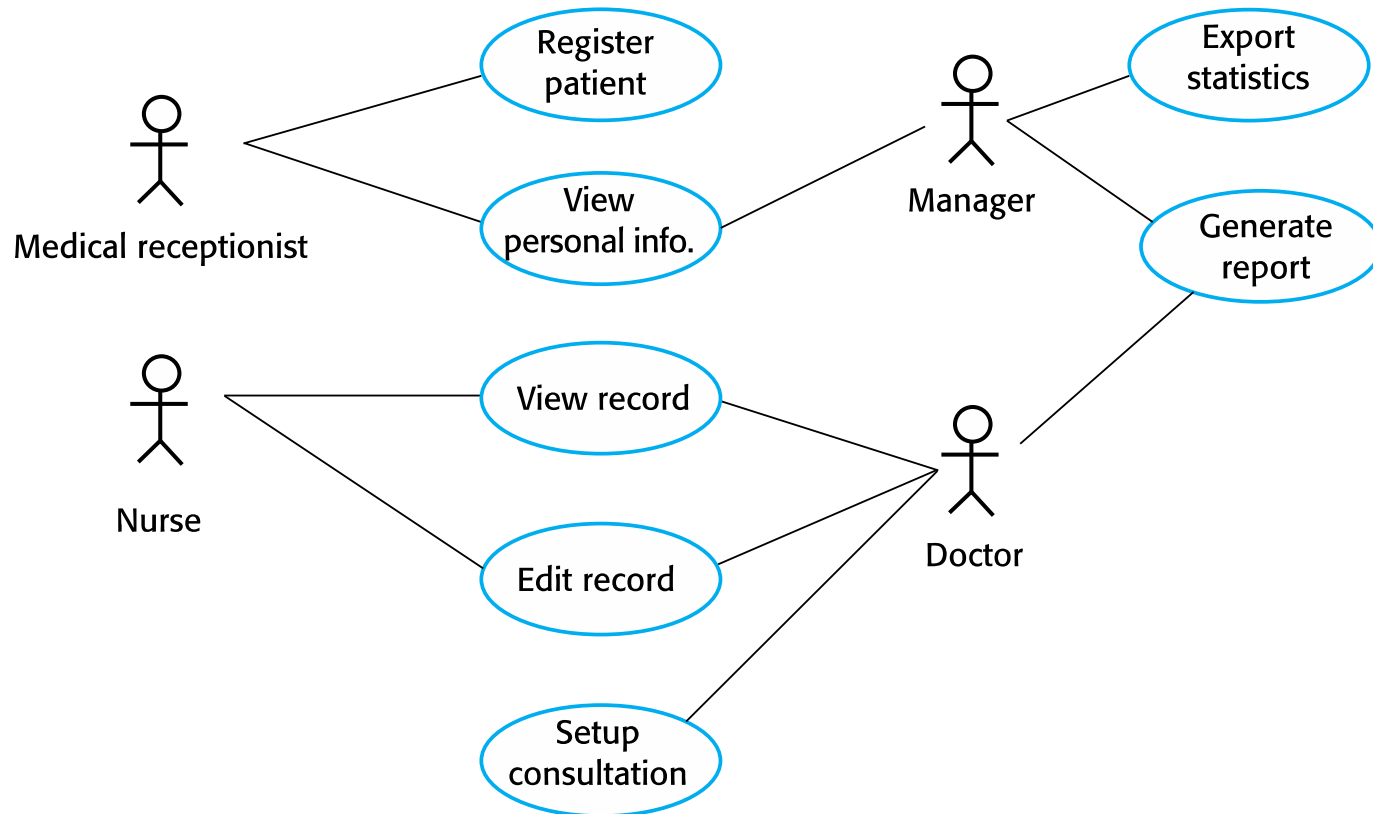 Register
patient
Export
statistics
Medical receptionist
View
personal info.
Manager
Generate
report
View record
Nurse
Edit record
Doctor
Setup
consultation